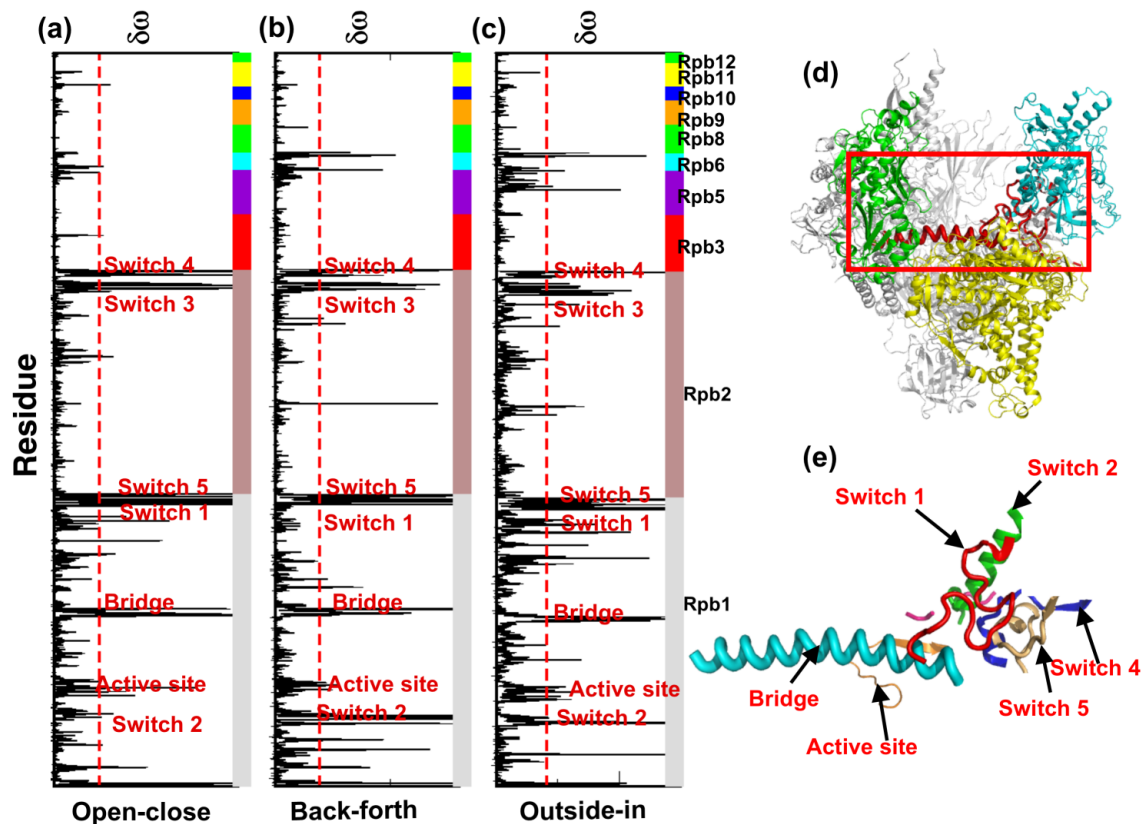 (a)
δω
(b)
δω
(c)
δω
Residue
Switch 4
Switch 3
Switch 5
Switch 1
Bridge
Active site
Switch 2
Open-close
Switch 4
Switch 3
Switch 5
Switch 1
Bridge
Active site
Switch 2
Back-forth
Switch 4
Switch 3
Switch 5
Switch 1
Bridge
Active site
Switch 2
Outside-in
Rpb12
Rpb11
Rpb10
Rpb9
Rpb8
Rpb6
Rpb5
Rpb3
Rpb2
Rpb1
(d)
(e)
Switch 2
Switch 1
Switch 4
Switch 5
Bridge
Active site